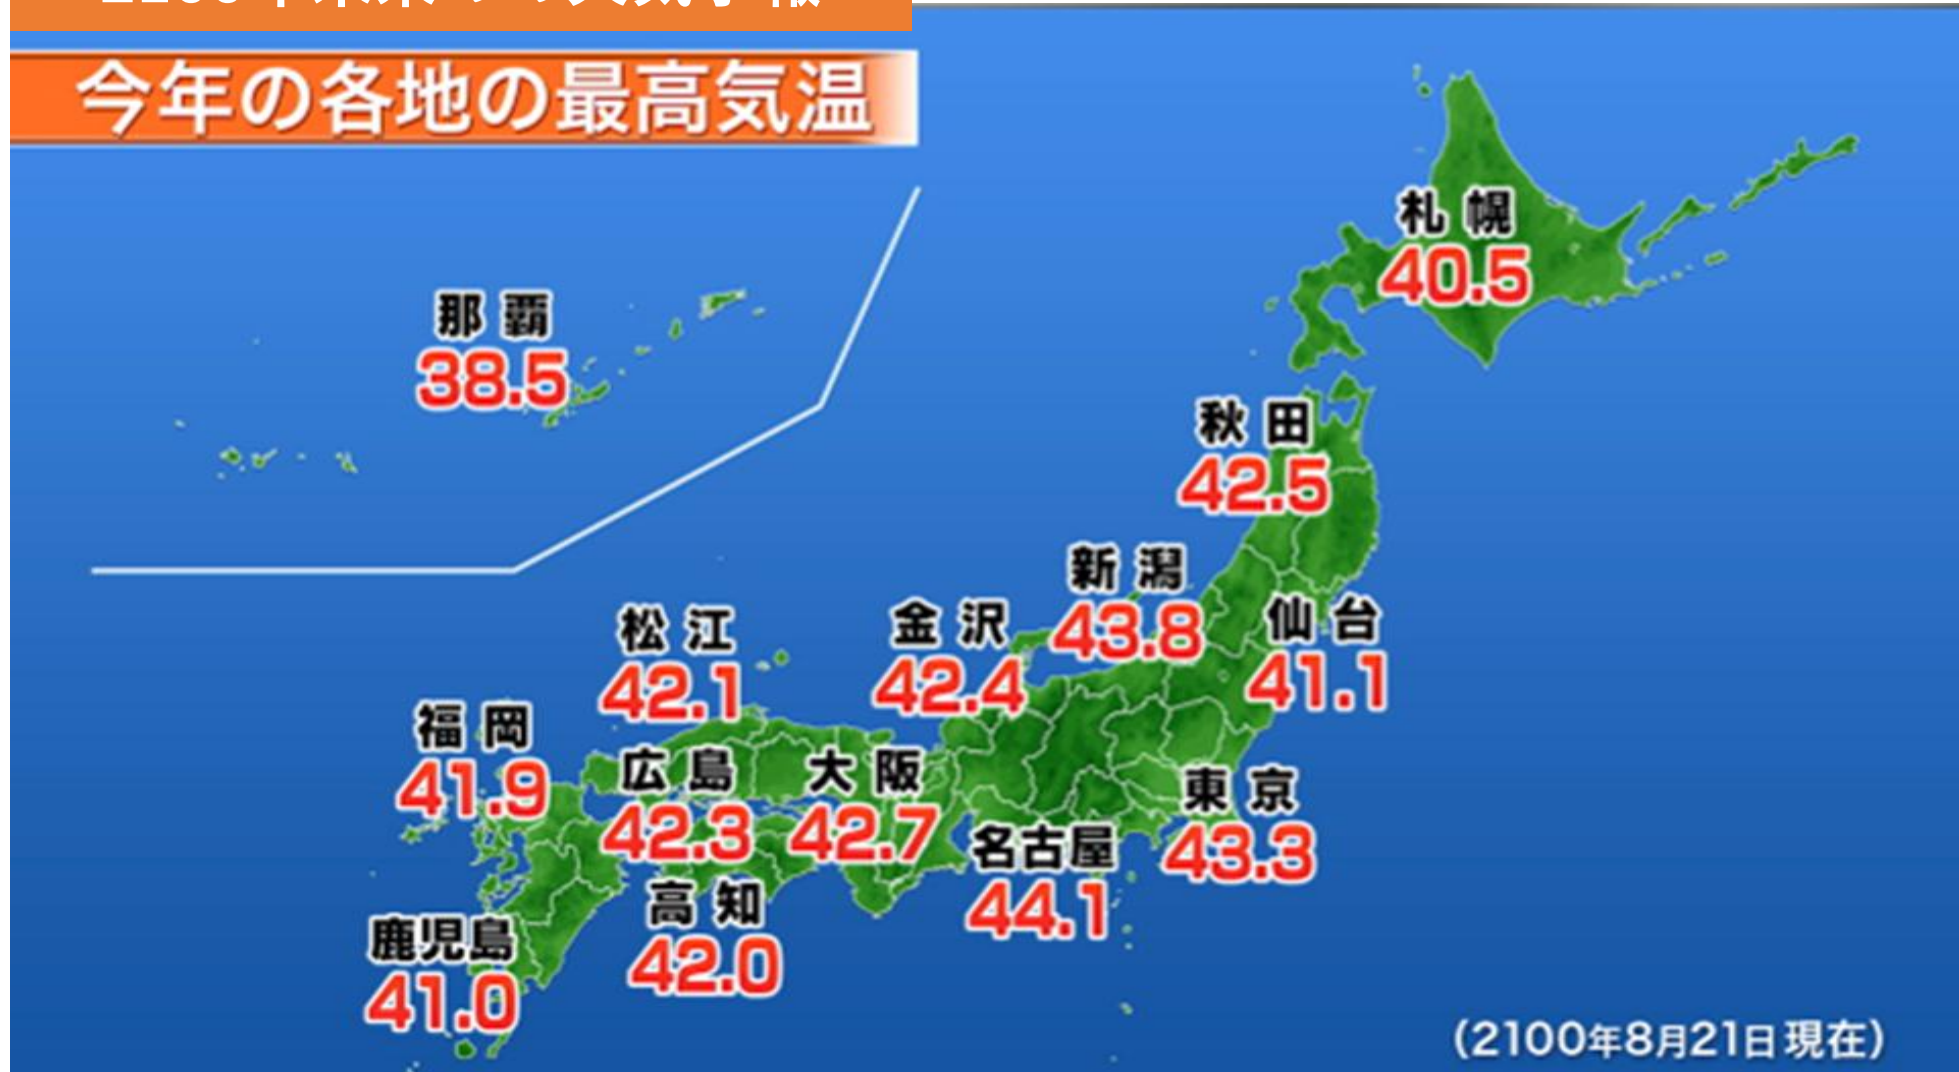 今年の各地の最高気温
札幌
40.5
那覇
38.5
秋田
42.5
新潟
43.8
仙台
41.1
金沢
42.4
松江
42.1
福岡
41.9
広島
42.3
大阪
42.7
東京
43.3
名古屋
44.1
高知
42.0
鹿児島
41.0
(2100年8月21日現在)